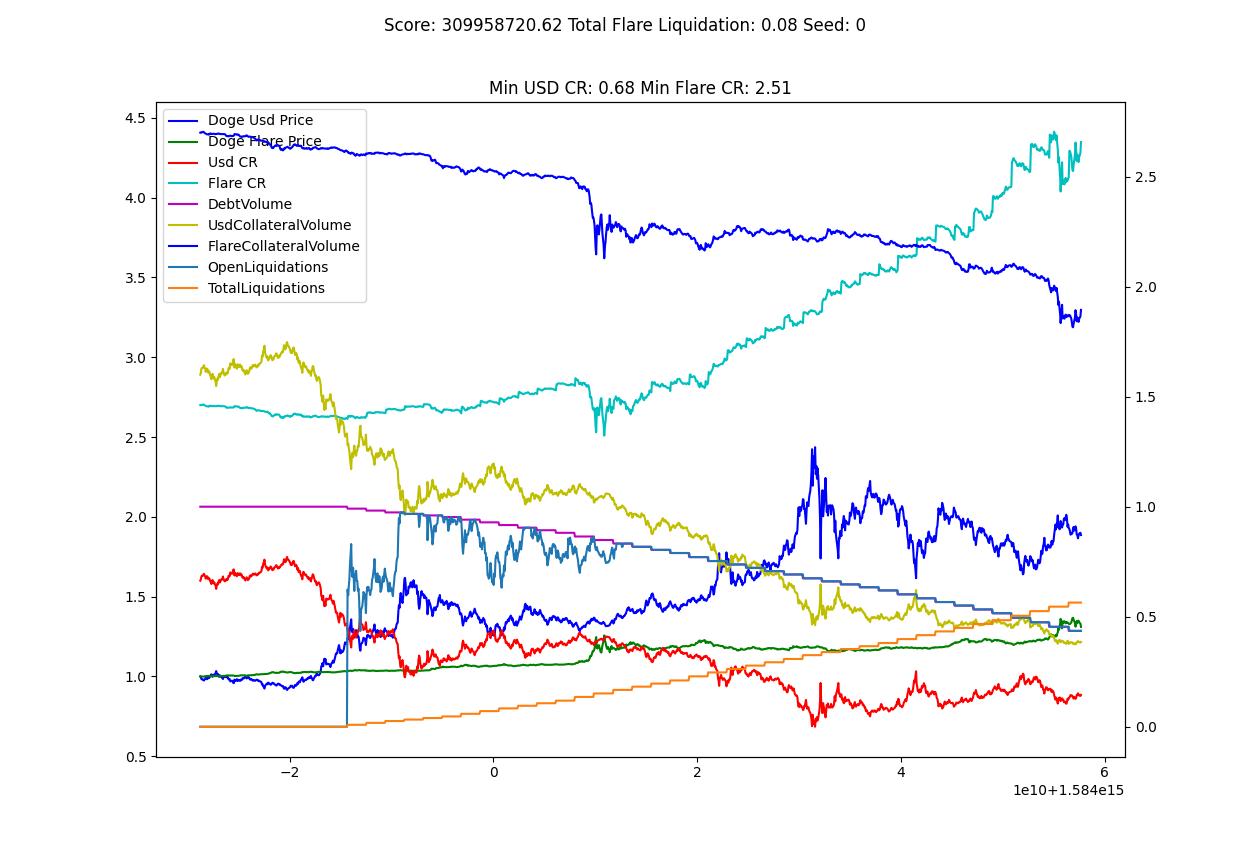 Score: 309958720.62 Total Flare Liquidation: 0.08 Seed: 0
Min USD CR: 0.68 Min Flare CR: 2.51
Doge Usd Price
Doge Flare Price
Usd CR
Flare CR
DebtVolume
UsdCollateralVolume
FlareCollateralVolume
OpenLiquidations
TotalLiquidations
4.5
4.0
3.5
3.0
2.5
2.0
1.5
1.0
0.5
2.5
2.0
1.5
1.0
0.5
0.0
−2
0
2
4
6
1e10+1.584e15